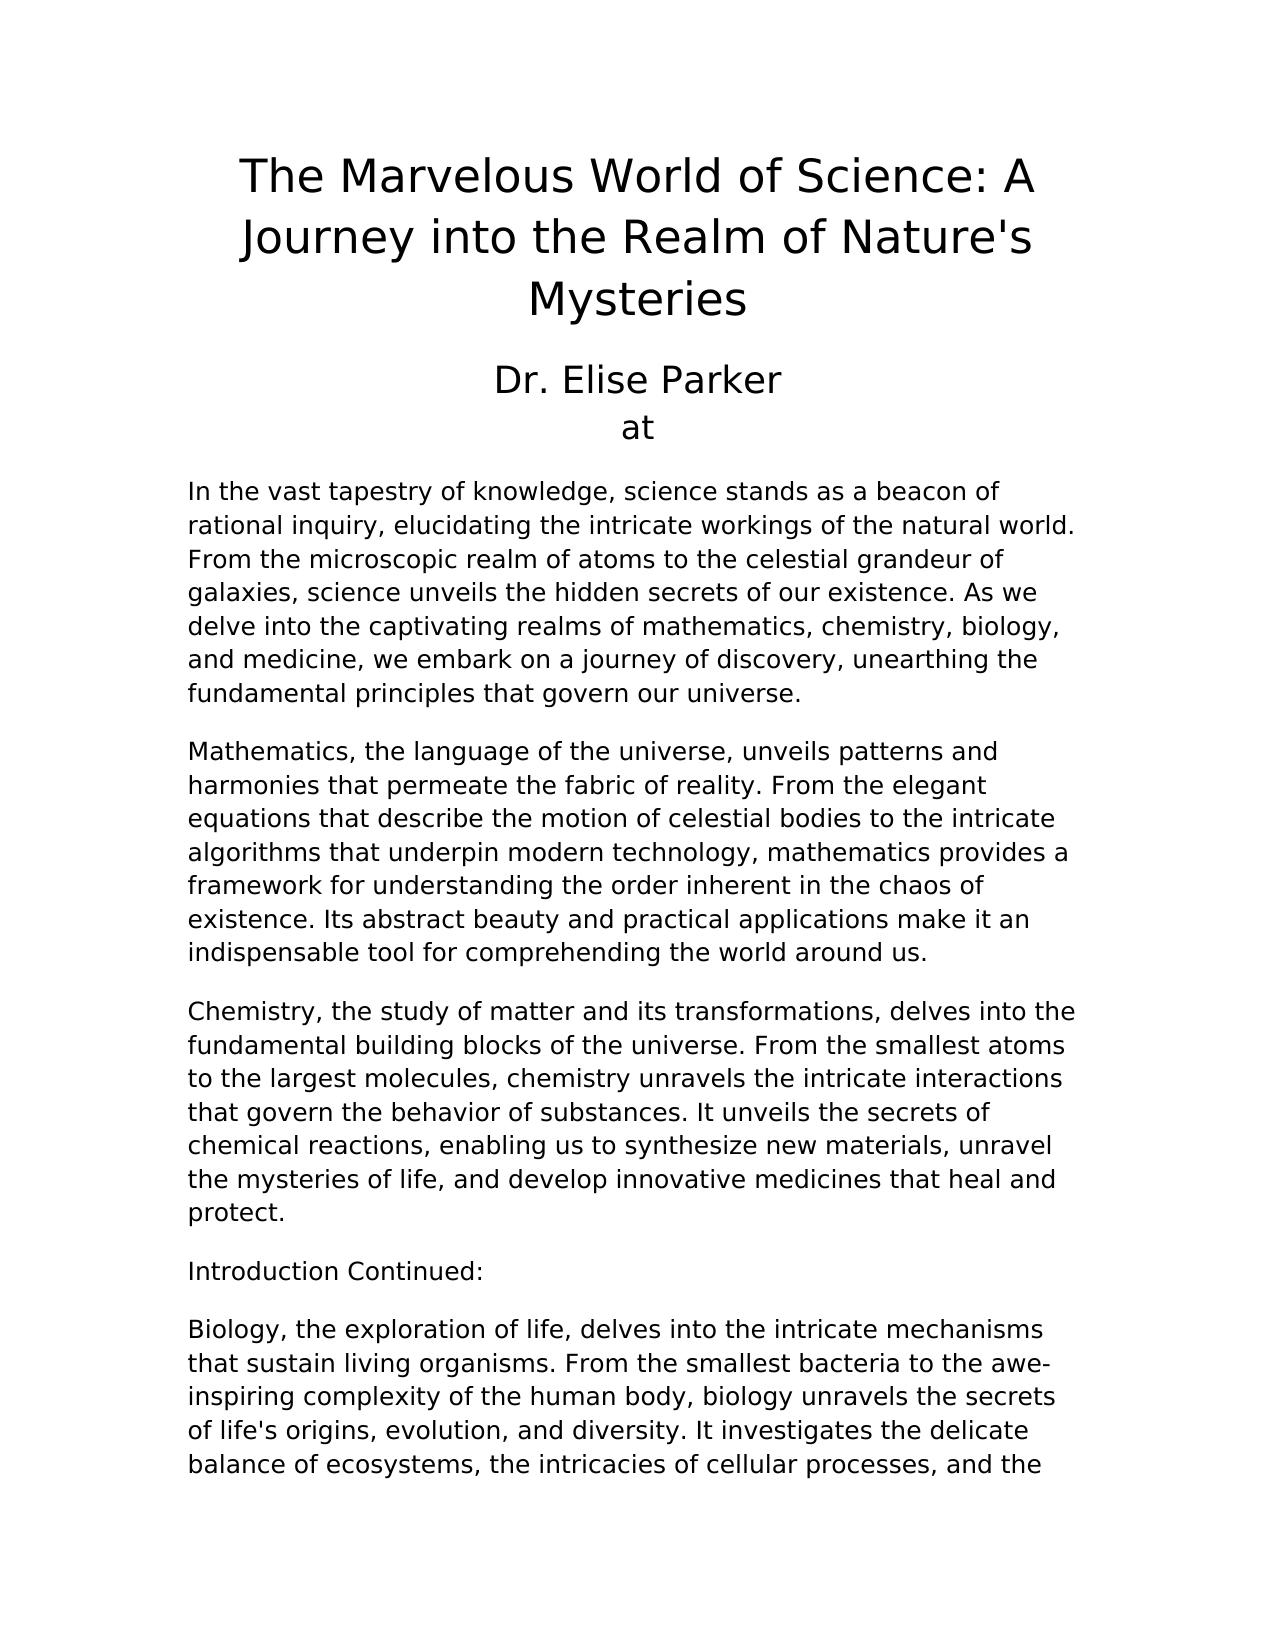 The Marvelous World of Science: A
Journey into the Realm of Nature's
Mysteries
Dr. Elise Parker
at
In the vast tapestry of knowledge, science stands as a beacon of
rational inquiry, elucidating the intricate workings of the natural world.
From the microscopic realm of atoms to the celestial grandeur of
galaxies, science unveils the hidden secrets of our existence. As we
delve into the captivating realms of mathematics, chemistry, biology,
and medicine, we embark on a journey of discovery, unearthing the
fundamental principles that govern our universe.
Mathematics, the language of the universe, unveils patterns and
harmonies that permeate the fabric of reality. From the elegant
equations that describe the motion of celestial bodies to the intricate
algorithms that underpin modern technology, mathematics provides a
framework for understanding the order inherent in the chaos of
existence. Its abstract beauty and practical applications make it an
indispensable tool for comprehending the world around us.
Chemistry, the study of matter and its transformations, delves into the
fundamental building blocks of the universe. From the smallest atoms
to the largest molecules, chemistry unravels the intricate interactions
that govern the behavior of substances. It unveils the secrets of
chemical reactions, enabling us to synthesize new materials, unravel
the mysteries of life, and develop innovative medicines that heal and
protect.
Introduction Continued:
Biology, the exploration of life, delves into the intricate mechanisms
that sustain living organisms. From the smallest bacteria to the awe-
inspiring complexity of the human body, biology unravels the secrets
of life's origins, evolution, and diversity. It investigates the delicate
balance of ecosystems, the intricacies of cellular processes, and the